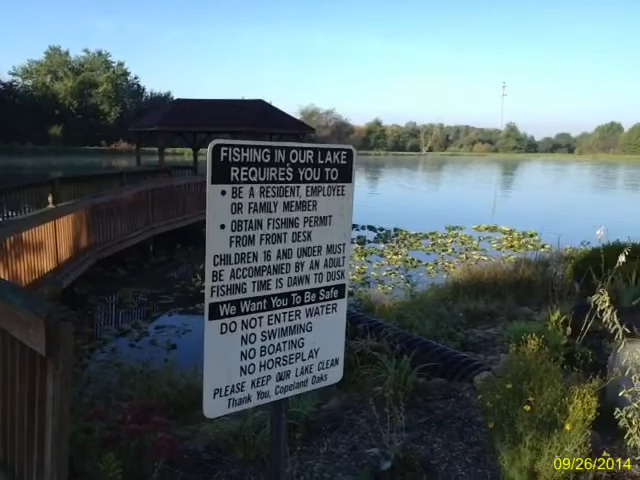 FISHING IN OUR LAKE
REQUIRES YOU TO
• BE A RESIDENT, EMPLOYEE
OR FAMILY MEMBER
• OBTAIN FISHING PERMIT
FROM FRONT DESK
CHILDREN 16 AND UNDER MUST
BE ACCOMPANIED BY AN ADULT
FISHING TIME IS DAWN TO DUSK
We Want You To Be Safe
DO NOT ENTER WATER
NO SWIMMING
NO BOATING
NO HORSEPLAY
PLEASE KEEP OUR LAKE CLEAN
Thank You, Copeland Oaks
09/26/2014